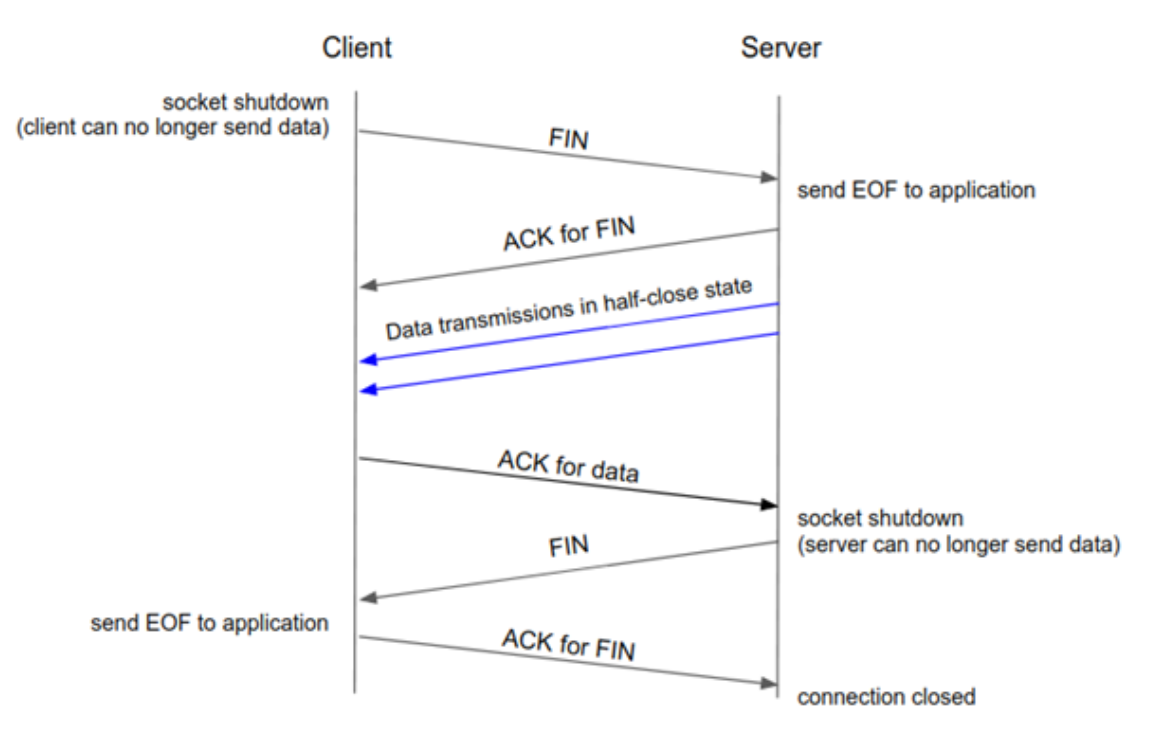 Client
Server
socket shutdown
(client can no longer send data)
FIN
send EOF to application
ACK for FIN
Data transmissions in half-close state
ACK for data
socket shutdown
(server can no longer send data)
FIN
send EOF to application
ACK for FIN
connection closed